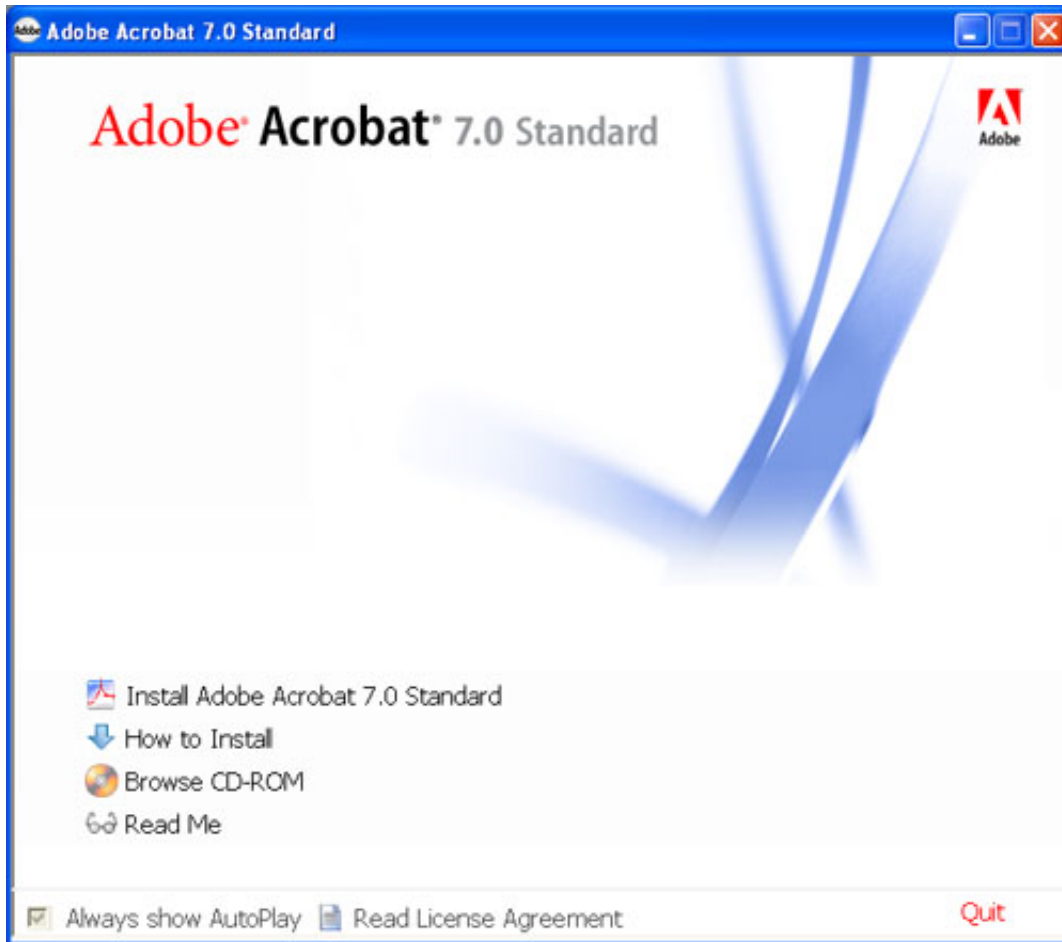 Adobe Adobe Acrobat 7.0 Standard
Adobe® Acrobat® 7.0 Standard
Adobe
Install Adobe Acrobat 7.0 Standard
How to Install
Browse CD-ROM
Read Me
Always show AutoPlay Read License Agreement Quit